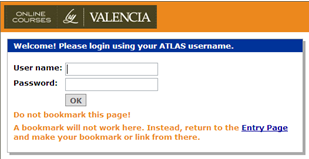 ONLINE
COURSES by VALENCIA
Welcome! Please login using your ATLAS username.
User name:
Password:
OK
Do not bookmark this page!
A bookmark will not work here. Instead, return to the Entry Page
and make your bookmark or link from there.